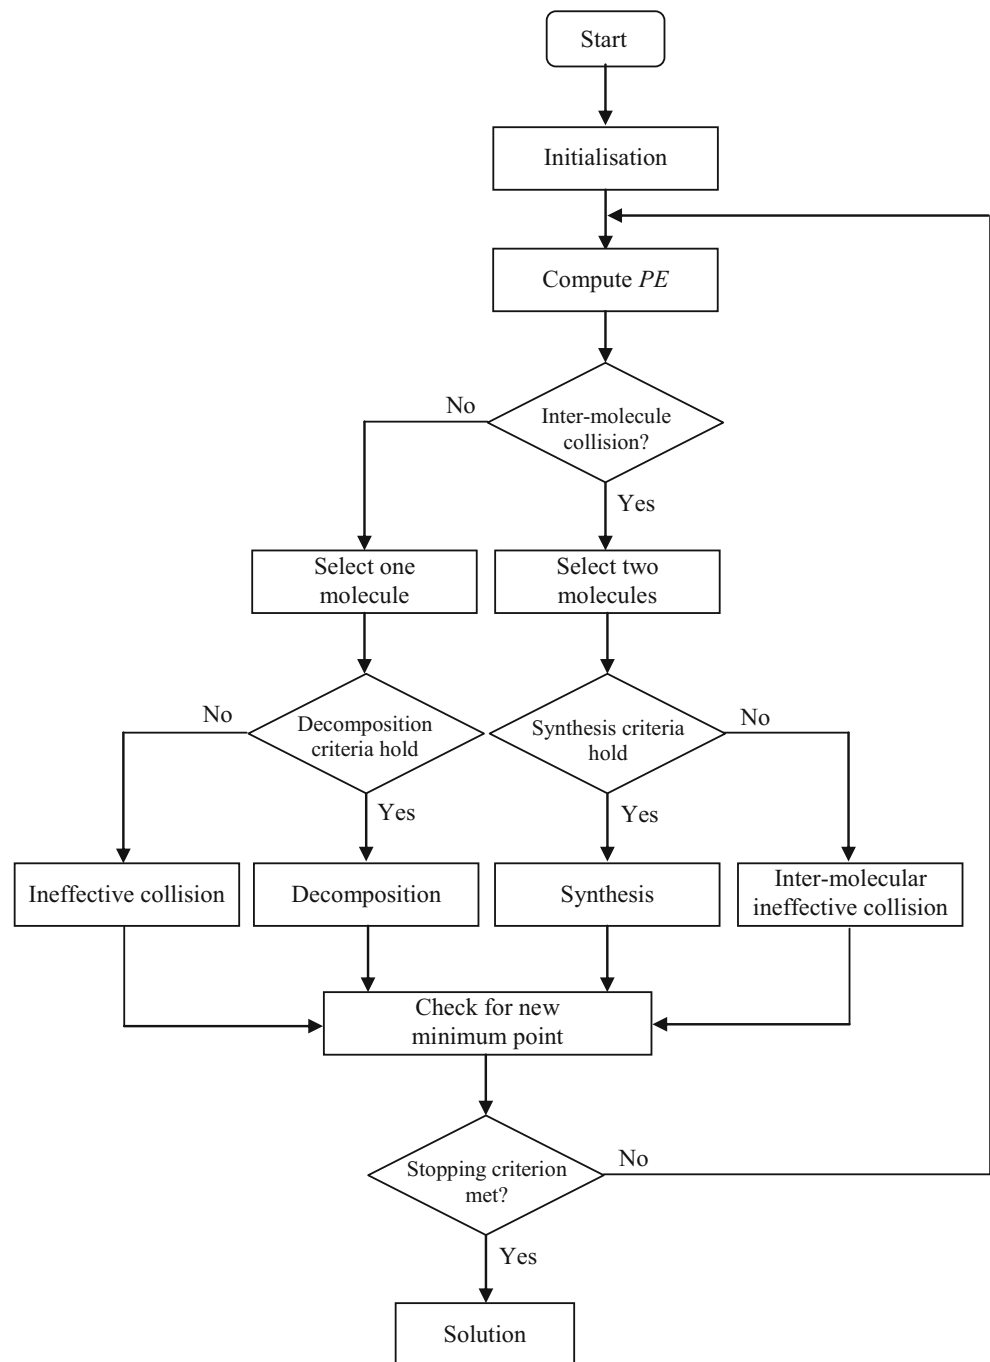 Start
Initialisation
Compute PE
Inter-molecule
collision?
No
Yes
Select one
molecule
Select two
molecules
No
Decomposition
criteria hold
Synthesis criteria
hold
No
Yes
Yes
Ineffective collision
Decomposition
Synthesis
Inter-molecular
ineffective collision
Check for new
minimum point
Stopping criterion
met?
No
Yes
Solution